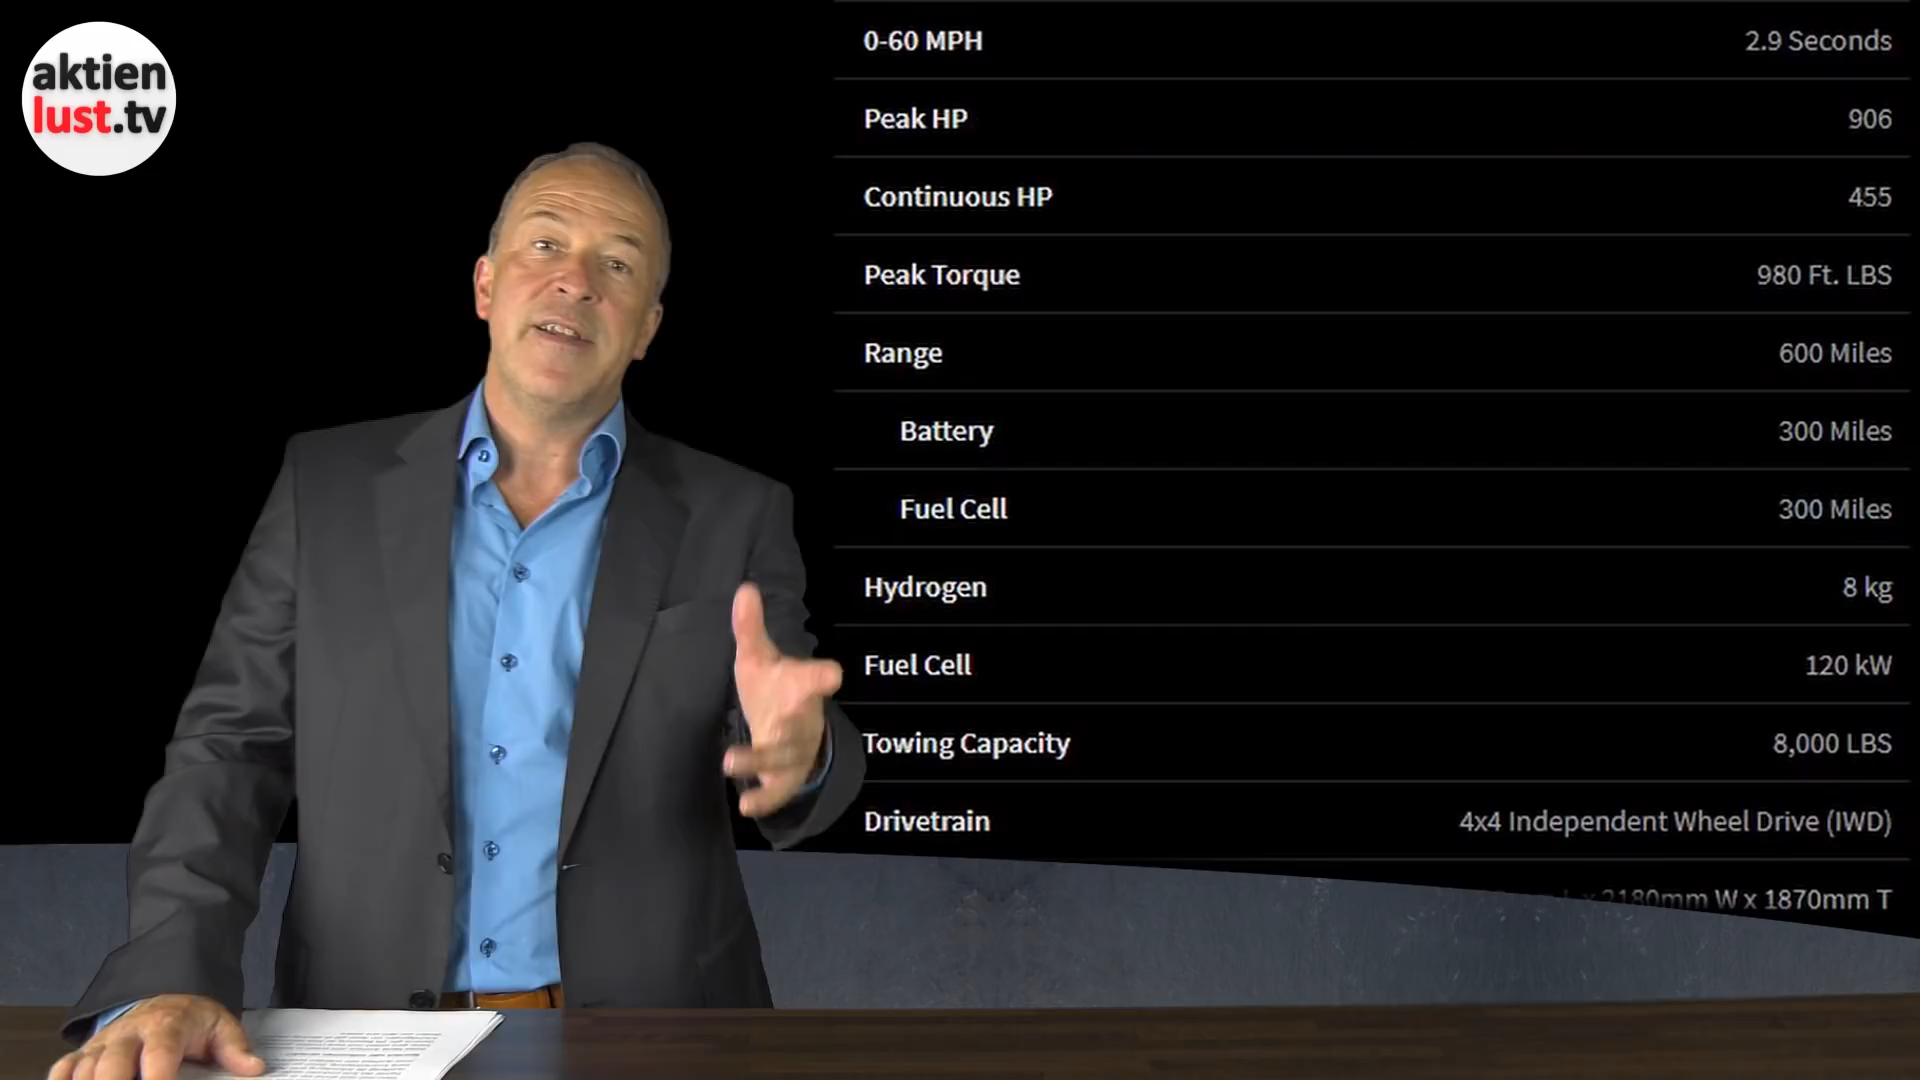 aktien
lust.tv
0-60 MPH 2.9 Seconds
Peak HP 906
Continuous HP 455
Peak Torque 980 Ft. LBS
Range 600 Miles
Battery 300 Miles
Fuel Cell 300 Miles
Hydrogen 8 kg
Fuel Cell 120 kW
Towing Capacity 8,000 LBS
Drivetrain 4x4 Independent Wheel Drive (IWD)
x 2180mm W x 1870mm T